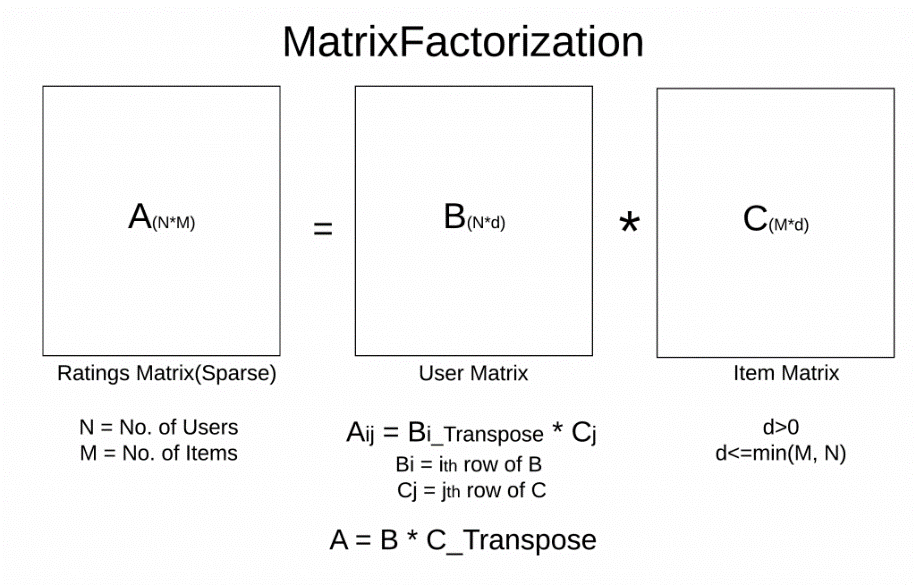 MatrixFactorization
A(N*M)
=
B(N*d)
*
C(M*d)
Ratings Matrix(Sparse)
User Matrix
Item Matrix
N = No. of Users
M = No. of Items
Aij = Bi_Transpose * Cj
Bi = ith row of B
Cj = jth row of C
d>0
d<=min(M, N)
A = B * C_Transpose